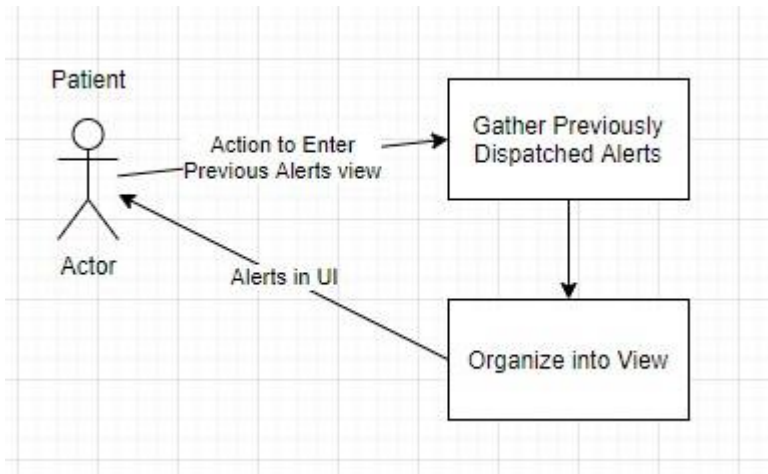 Patient
Actor
Action to Enter
Previous Alerts view
Gather Previously
Dispatched Alerts
Organize into View
Alerts in UI